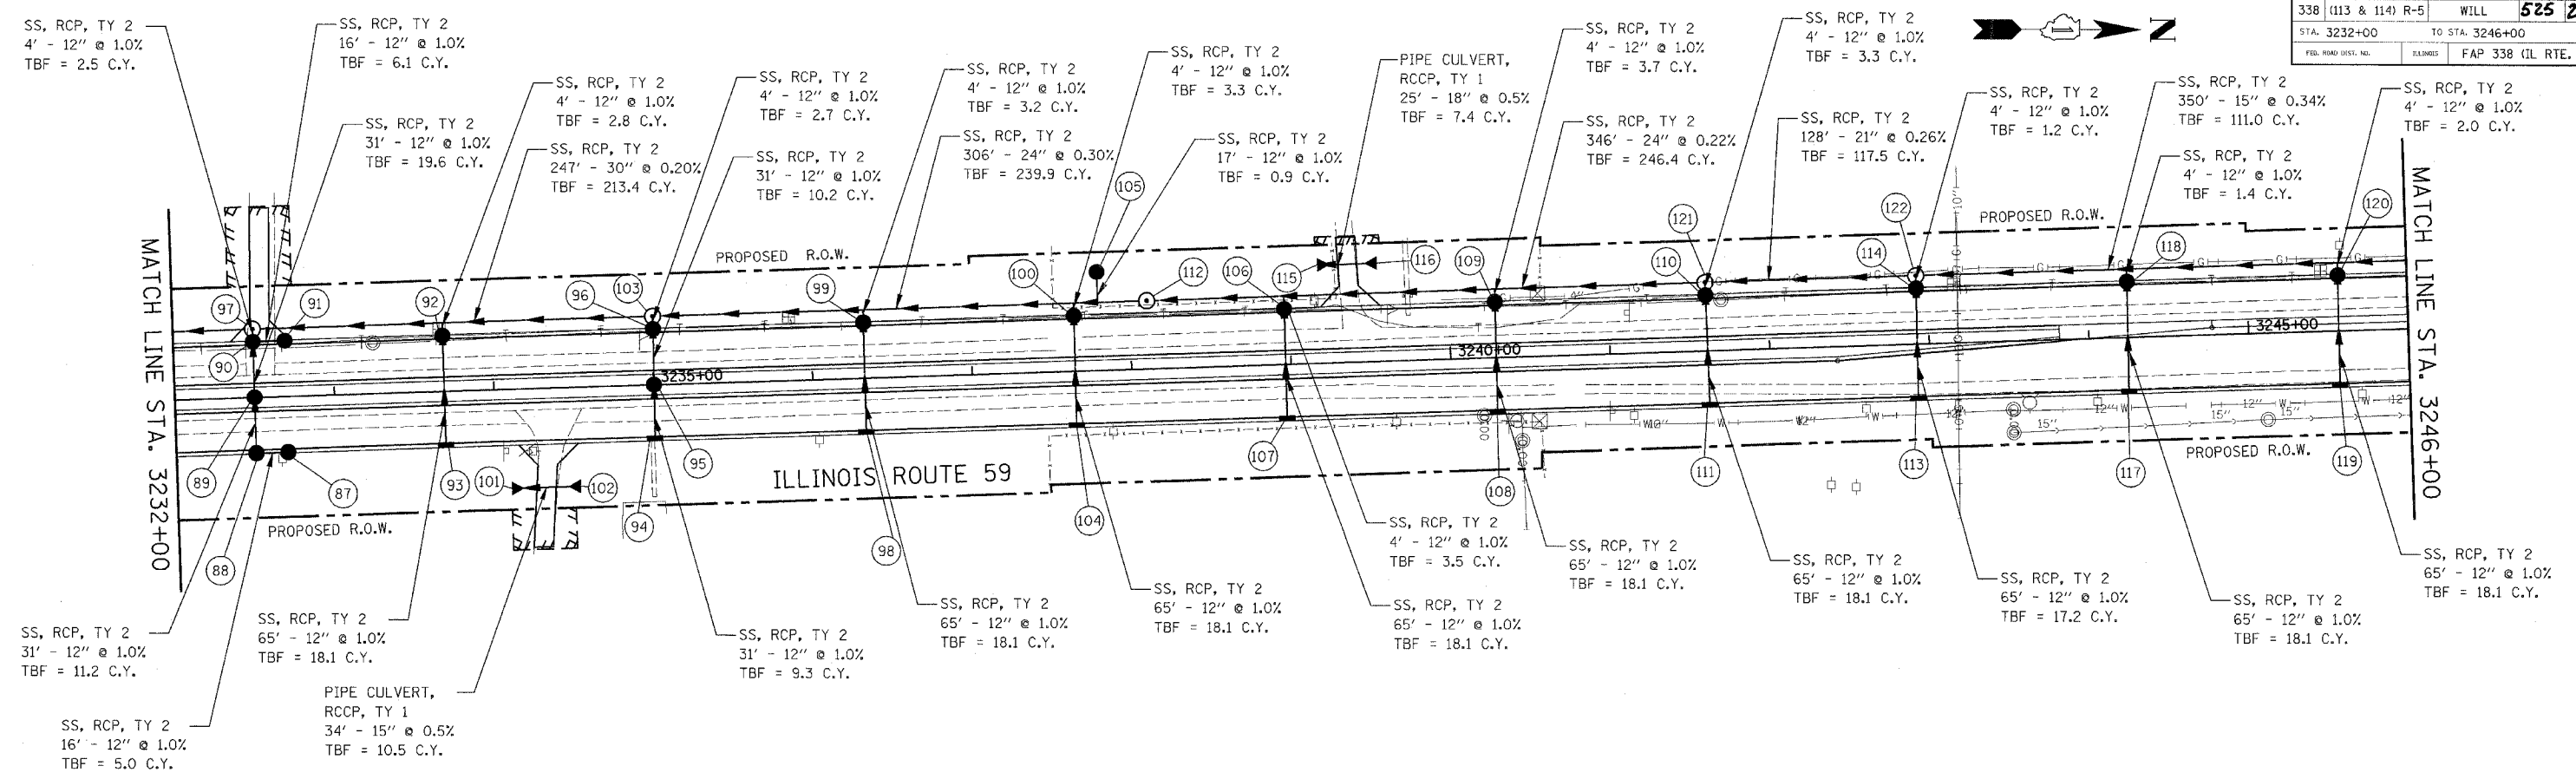 SS, RCP, TY 2
4' - 12" @ 1.0%
TBF = 2.5 C.Y.
SS, RCP, TY 2
16' - 12" @ 1.0%
TBF = 6.1 C.Y.
SS, RCP, TY 2
31' - 12" @ 1.0%
TBF = 19.6 C.Y.
SS, RCP, TY 2
4' - 12" @ 1.0%
TBF = 2.8 C.Y.
SS, RCP, TY 2
247' - 30" @ 0.20%
TBF = 213.4 C.Y.
SS, RCP, TY 2
4' - 12" @ 1.0%
TBF = 2.7 C.Y.
SS, RCP, TY 2
31' - 12" @ 1.0%
TBF = 10.2 C.Y.
SS, RCP, TY 2
4' - 12" @ 1.0%
TBF = 3.2 C.Y.
SS, RCP, TY 2
306' - 24" @ 0.30%
TBF = 239.9 C.Y.
SS, RCP, TY 2
4' - 12" @ 1.0%
TBF = 3.3 C.Y.
SS, RCP, TY 2
17' - 12" @ 1.0%
TBF = 0.9 C.Y.
PIPE CULVERT,
RCCP, TY 1
25' - 18" @ 0.5%
TBF = 7.4 C.Y.
SS, RCP, TY 2
4' - 12" @ 1.0%
TBF = 3.7 C.Y.
SS, RCP, TY 2
346' - 24" @ 0.22%
TBF = 246.4 C.Y.
SS, RCP, TY 2
4' - 12" @ 1.0%
TBF = 3.3 C.Y.
SS, RCP, TY 2
128' - 21" @ 0.26%
TBF = 117.5 C.Y.
N
SS, RCP, TY 2
4' - 12" @ 1.0%
TBF = 1.2 C.Y.
SS, RCP, TY 2
350' - 15" @ 0.34%
TBF = 111.0 C.Y.
SS, RCP, TY 2
4' - 12" @ 1.0%
TBF = 1.4 C.Y.
SS, RCP, TY 2
4' - 12" @ 1.0%
TBF = 2.0 C.Y.
338 (113 & 114) R-5 WILL 525
STA. 3232+00 TO STA. 3246+00
FED. ROAD DIST. NO. ILLINOIS FAP 338 (IL RTE.
MATCH LINE STA. 3232+00
MATCH LINE STA. 3246+00
PROPOSED R.O.W.
PROPOSED R.O.W.
PROPOSED R.O.W.
PROPOSED R.O.W.
97
91
92
103
96
99
100
105
112
106
115
116
109
121
110
122
114
118
120
90
89
88
87
93
101
102
94
95
98
104
107
108
111
113
117
119
3235+00
3240+00
3245+00
ILLINOIS ROUTE 59
SS, RCP, TY 2
31' - 12" @ 1.0%
TBF = 11.2 C.Y.
SS, RCP, TY 2
16' - 12" @ 1.0%
TBF = 5.0 C.Y.
SS, RCP, TY 2
65' - 12" @ 1.0%
TBF = 18.1 C.Y.
PIPE CULVERT,
RCCP, TY 1
34' - 15" @ 0.5%
TBF = 10.5 C.Y.
SS, RCP, TY 2
31' - 12" @ 1.0%
TBF = 9.3 C.Y.
SS, RCP, TY 2
65' - 12" @ 1.0%
TBF = 18.1 C.Y.
SS, RCP, TY 2
65' - 12" @ 1.0%
TBF = 18.1 C.Y.
SS, RCP, TY 2
4' - 12" @ 1.0%
TBF = 3.5 C.Y.
SS, RCP, TY 2
65' - 12" @ 1.0%
TBF = 18.1 C.Y.
SS, RCP, TY 2
65' - 12" @ 1.0%
TBF = 18.1 C.Y.
SS, RCP, TY 2
65' - 12" @ 1.0%
TBF = 18.1 C.Y.
SS, RCP, TY 2
65' - 12" @ 1.0%
TBF = 17.2 C.Y.
SS, RCP, TY 2
65' - 12" @ 1.0%
TBF = 18.1 C.Y.
SS, RCP, TY 2
65' - 12" @ 1.0%
TBF = 18.1 C.Y.